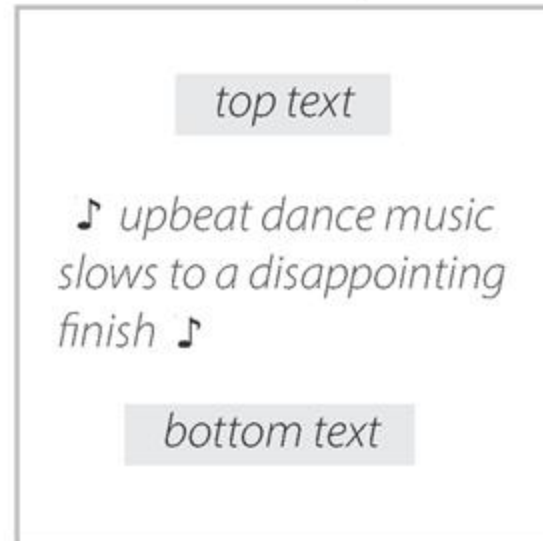 top text
♪ upbeat dance music
slows to a disappointing
finish ♪
bottom text